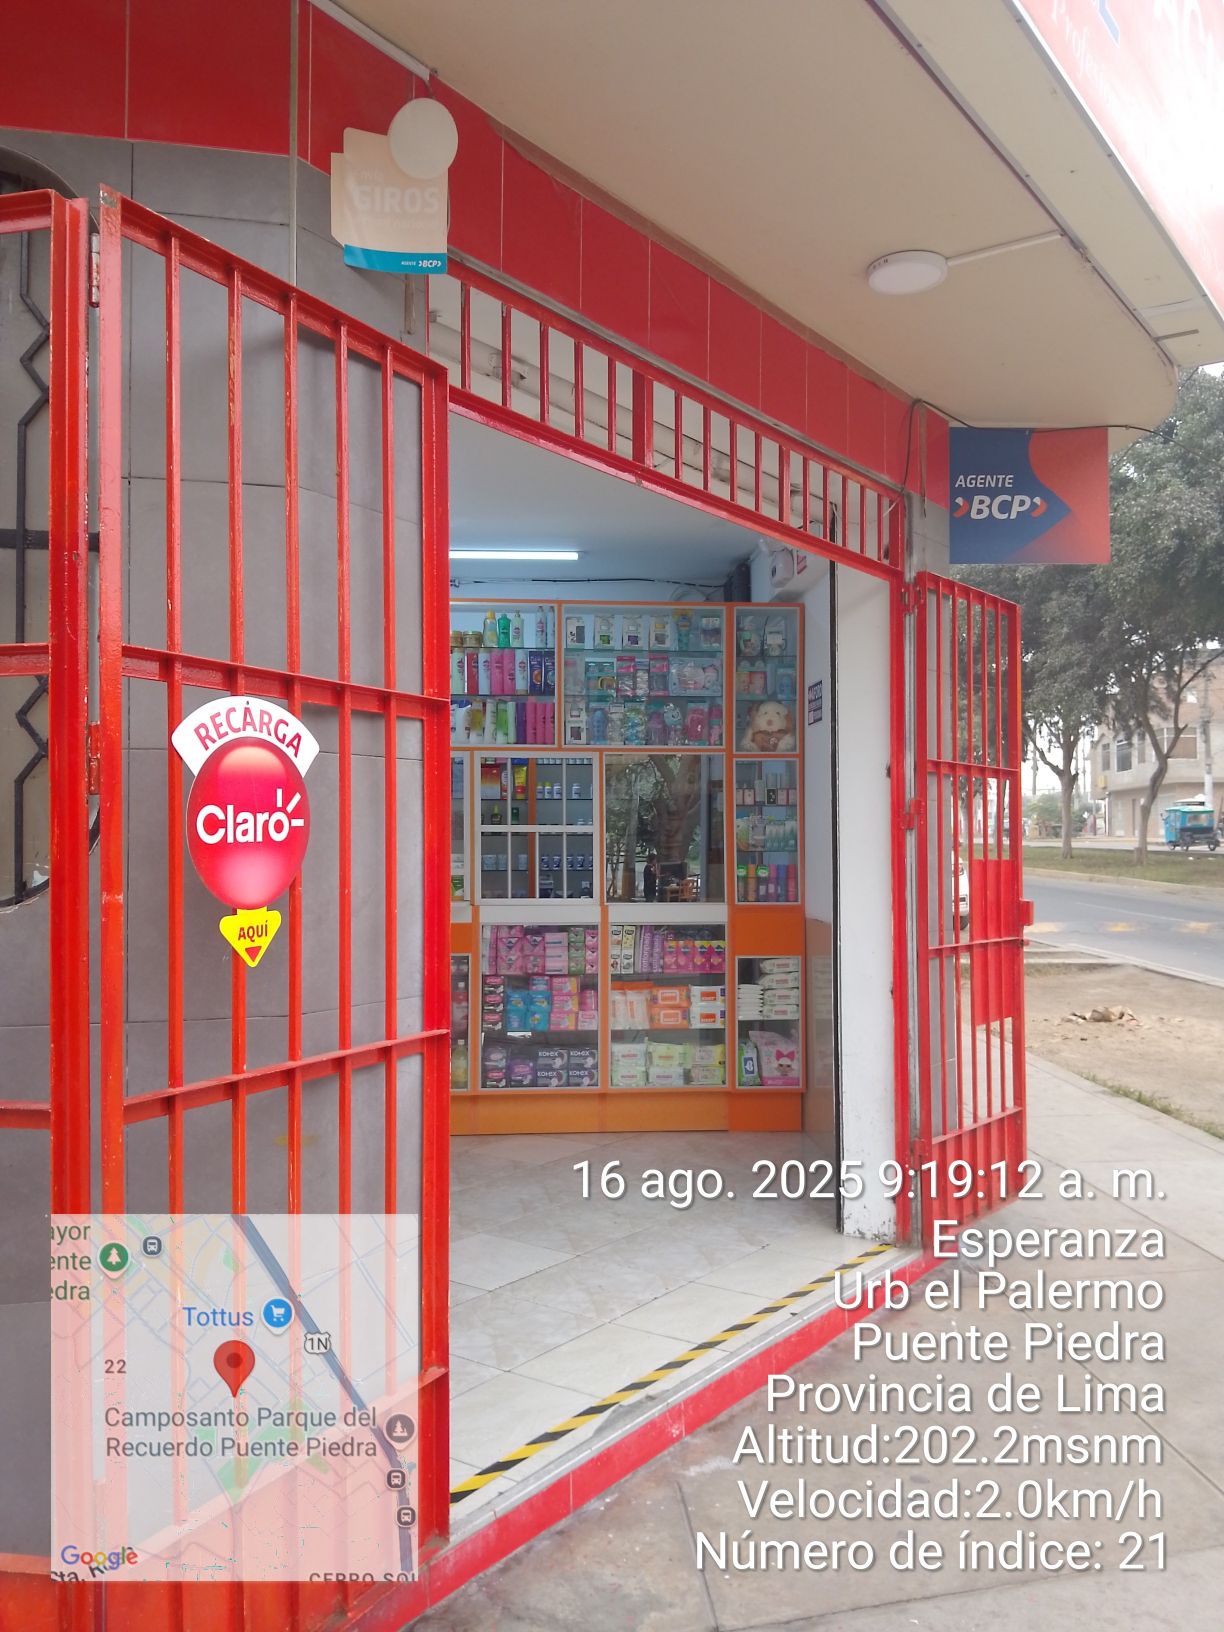 GIROS
AGENTE BCP
AGENTE
BCP
RECARGA
Claro
AQUÍ
KOTEX
KOTEX
16 ago. 2025 9:19:12 a. m.
Esperanza
Urb el Palermo
Puente Piedra
Provincia de Lima
Altitud:202.2msnm
Velocidad:2.0km/h
Número de índice: 21
Tottus
1N
22
Camposanto Parque del
Recuerdo Puente Piedra
Google